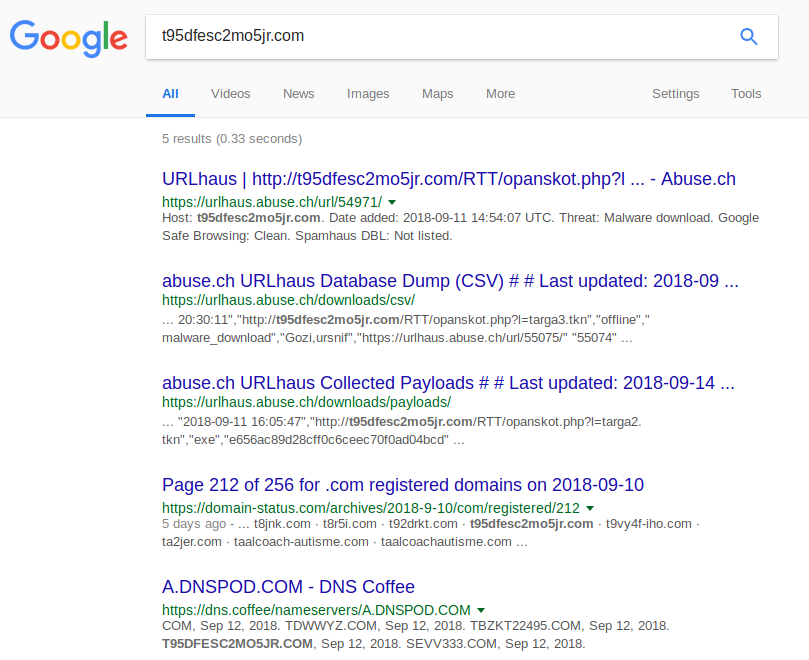 Google
t95dfesc2mo5jr.com
All Videos News Images Maps More Settings Tools
5 results (0.33 seconds)
URLhaus | http://t95dfesc2mo5jr.com/RTT/opanskot.php?l ... - Abuse.ch
https://urlhaus.abuse.ch/url/54971/
Host: t95dfesc2mo5jr.com. Date added: 2018-09-11 14:54:07 UTC. Threat: Malware download. Google
Safe Browsing: Clean. Spamhaus DBL: Not listed.
abuse.ch URLhaus Database Dump (CSV) # # Last updated: 2018-09 ...
https://urlhaus.abuse.ch/downloads/csv/
... 20:30:11","http://t95dfesc2mo5jr.com/RTT/opanskot.php?l=targa3.tkn","offline","
malware_download","Gozi,ursnif","https://urlhaus.abuse.ch/url/55075/" "55074" ...
abuse.ch URLhaus Collected Payloads # # Last updated: 2018-09-14 ...
https://urlhaus.abuse.ch/downloads/payloads/
... "2018-09-11 16:05:47","http://t95dfesc2mo5jr.com/RTT/opanskot.php?l=targa2.
tkn","exe","e656ac89d28cff0c6ceec70f0ad04bcd" ...
Page 212 of 256 for .com registered domains on 2018-09-10
https://domain-status.com/archives/2018-9-10/com/registered/212
5 days ago - ... t8jnk.com · t8r5i.com · t92drkt.com · t95dfesc2mo5jr.com · t9vy4f-iho.com ·
ta2jer.com · taalcoach-autisme.com · taalcoachautisme.com ...
A.DNSPOD.COM - DNS Coffee
https://dns.coffee/nameservers/A.DNSPOD.COM
COM, Sep 12, 2018. TDWWYZ.COM, Sep 12, 2018. TBZKT22495.COM, Sep 12, 2018.
T95DFESC2MO5JR.COM, Sep 12, 2018. SEVV333.COM, Sep 12, 2018.